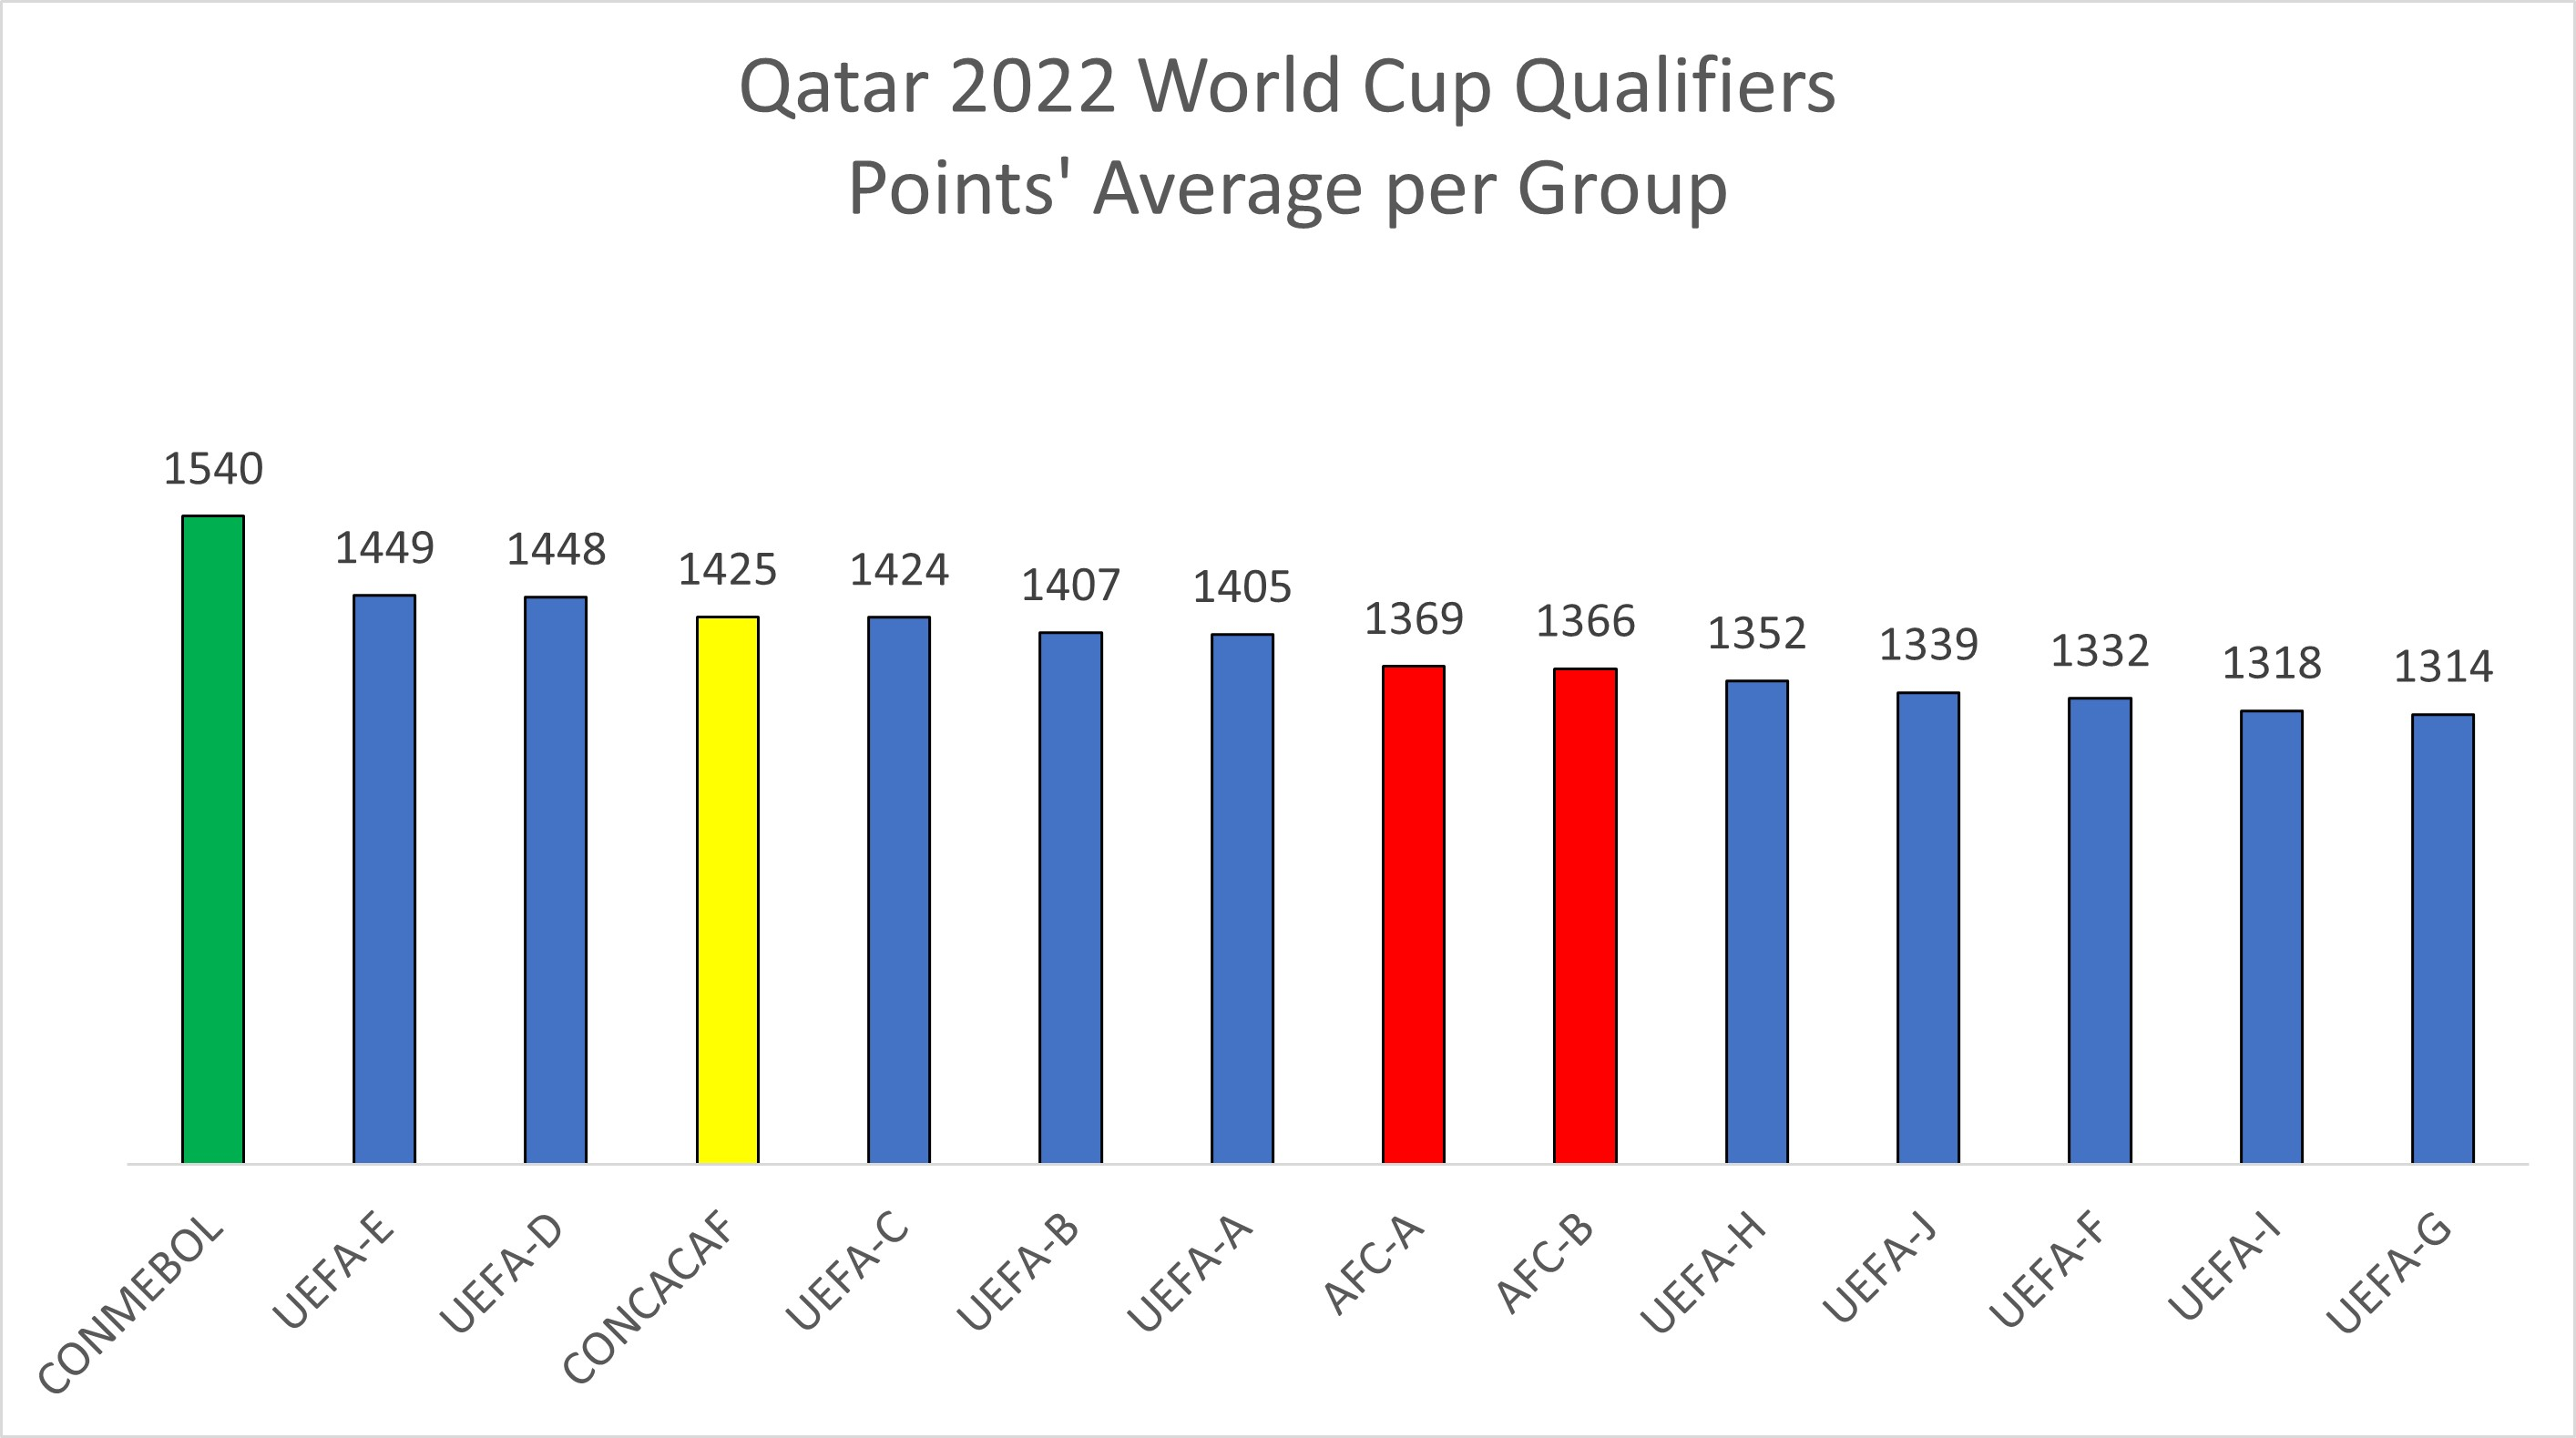 Qatar 2022 World Cup Qualifiers
Points' Average per Group
1540
1449
1448
1425
1424
1407
1405
1369
1366
1352
1339
1332
1318
1314
CONMEBOL
UEFA-E
UEFA-D
CONCACAF
UEFA-C
UEFA-B
UEFA-A
AFC-A
AFC-B
UEFA-H
UEFA-J
UEFA-F
UEFA-I
UEFA-G